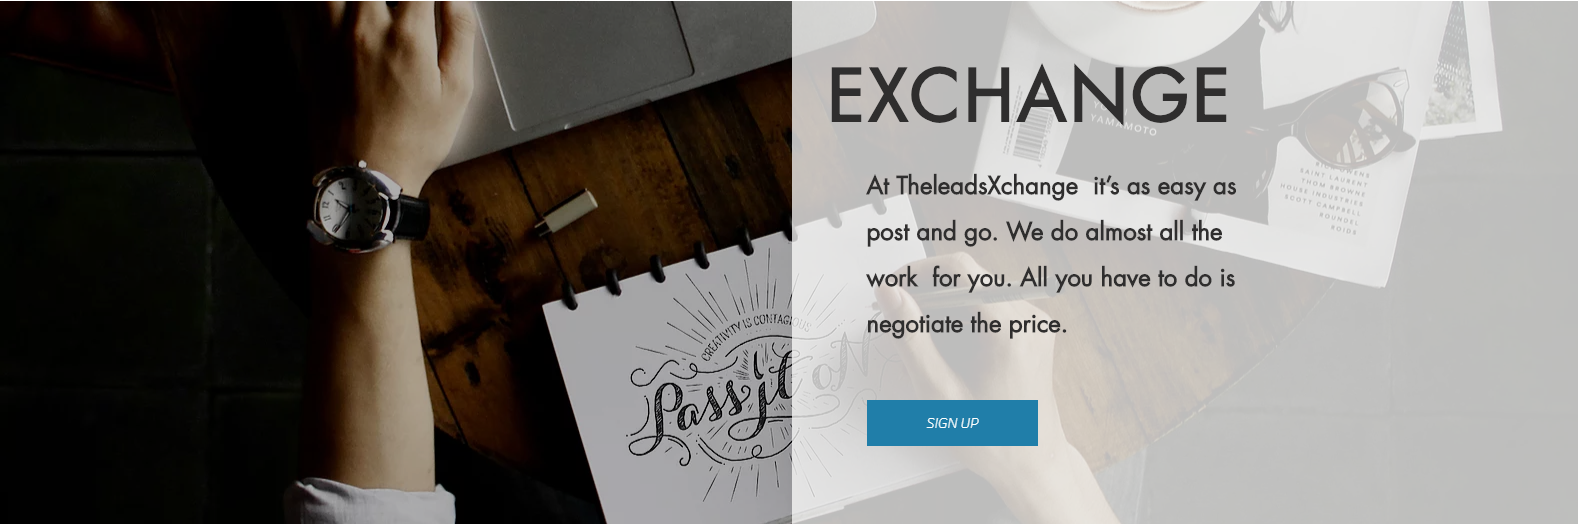 EXCHANGE
At TheleadsXchange  it's as easy as
post and go. We do almost all the
work  for you. All you have to do is
negotiate the price.
SIGN UP
CREATIVITY IS CONTAGIOUS
Pass it oN
YAMAMOTO
SAINT LAURENT
THOM BROWNE
HOUSE INDUSTRIES
SCOTT CAMPBELL
ROUNDEL